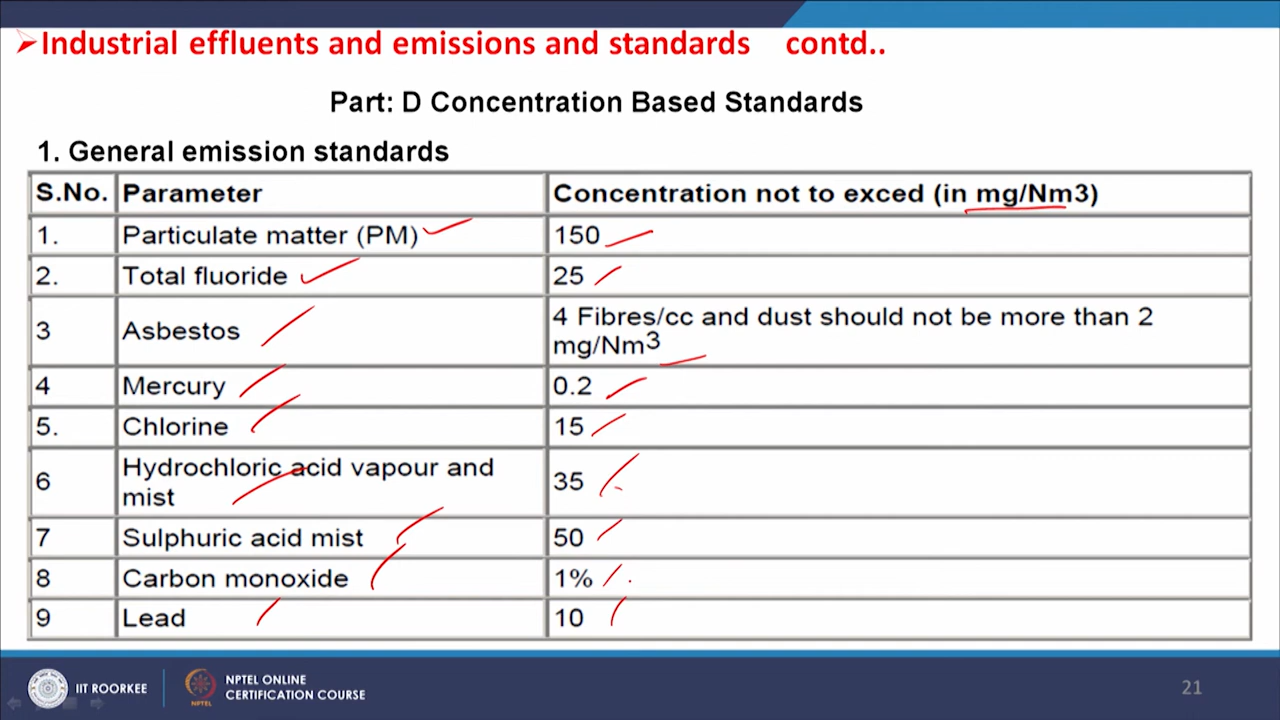 ➢Industrial effluents and emissions and standards contd..
Part: D Concentration Based Standards
1. General emission standards
S.No. Parameter Concentration not to exced (in mg/Nm3)
1. Particulate matter (PM) 150
2. Total fluoride 25
3 Asbestos 4 Fibres/cc and dust should not be more than 2
mg/Nm³
4 Mercury 0.2
5. Chlorine 15
6 Hydrochloric acid vapour and
mist 35
7 Sulphuric acid mist 50
8 Carbon monoxide 1%
9 Lead 10
IIT ROORKEE
NPTEL
NPTEL ONLINE
CERTIFICATION COURSE
21